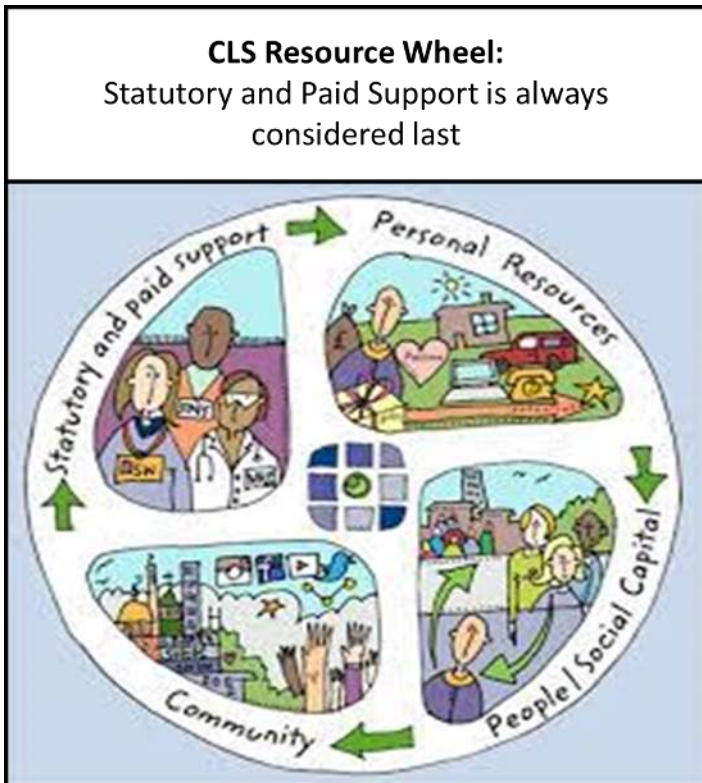 CLS Resource Wheel:
Statutory and Paid Support is always
considered last
Statutory and paid support
Personal Resources
£
People/Social Capital
Community